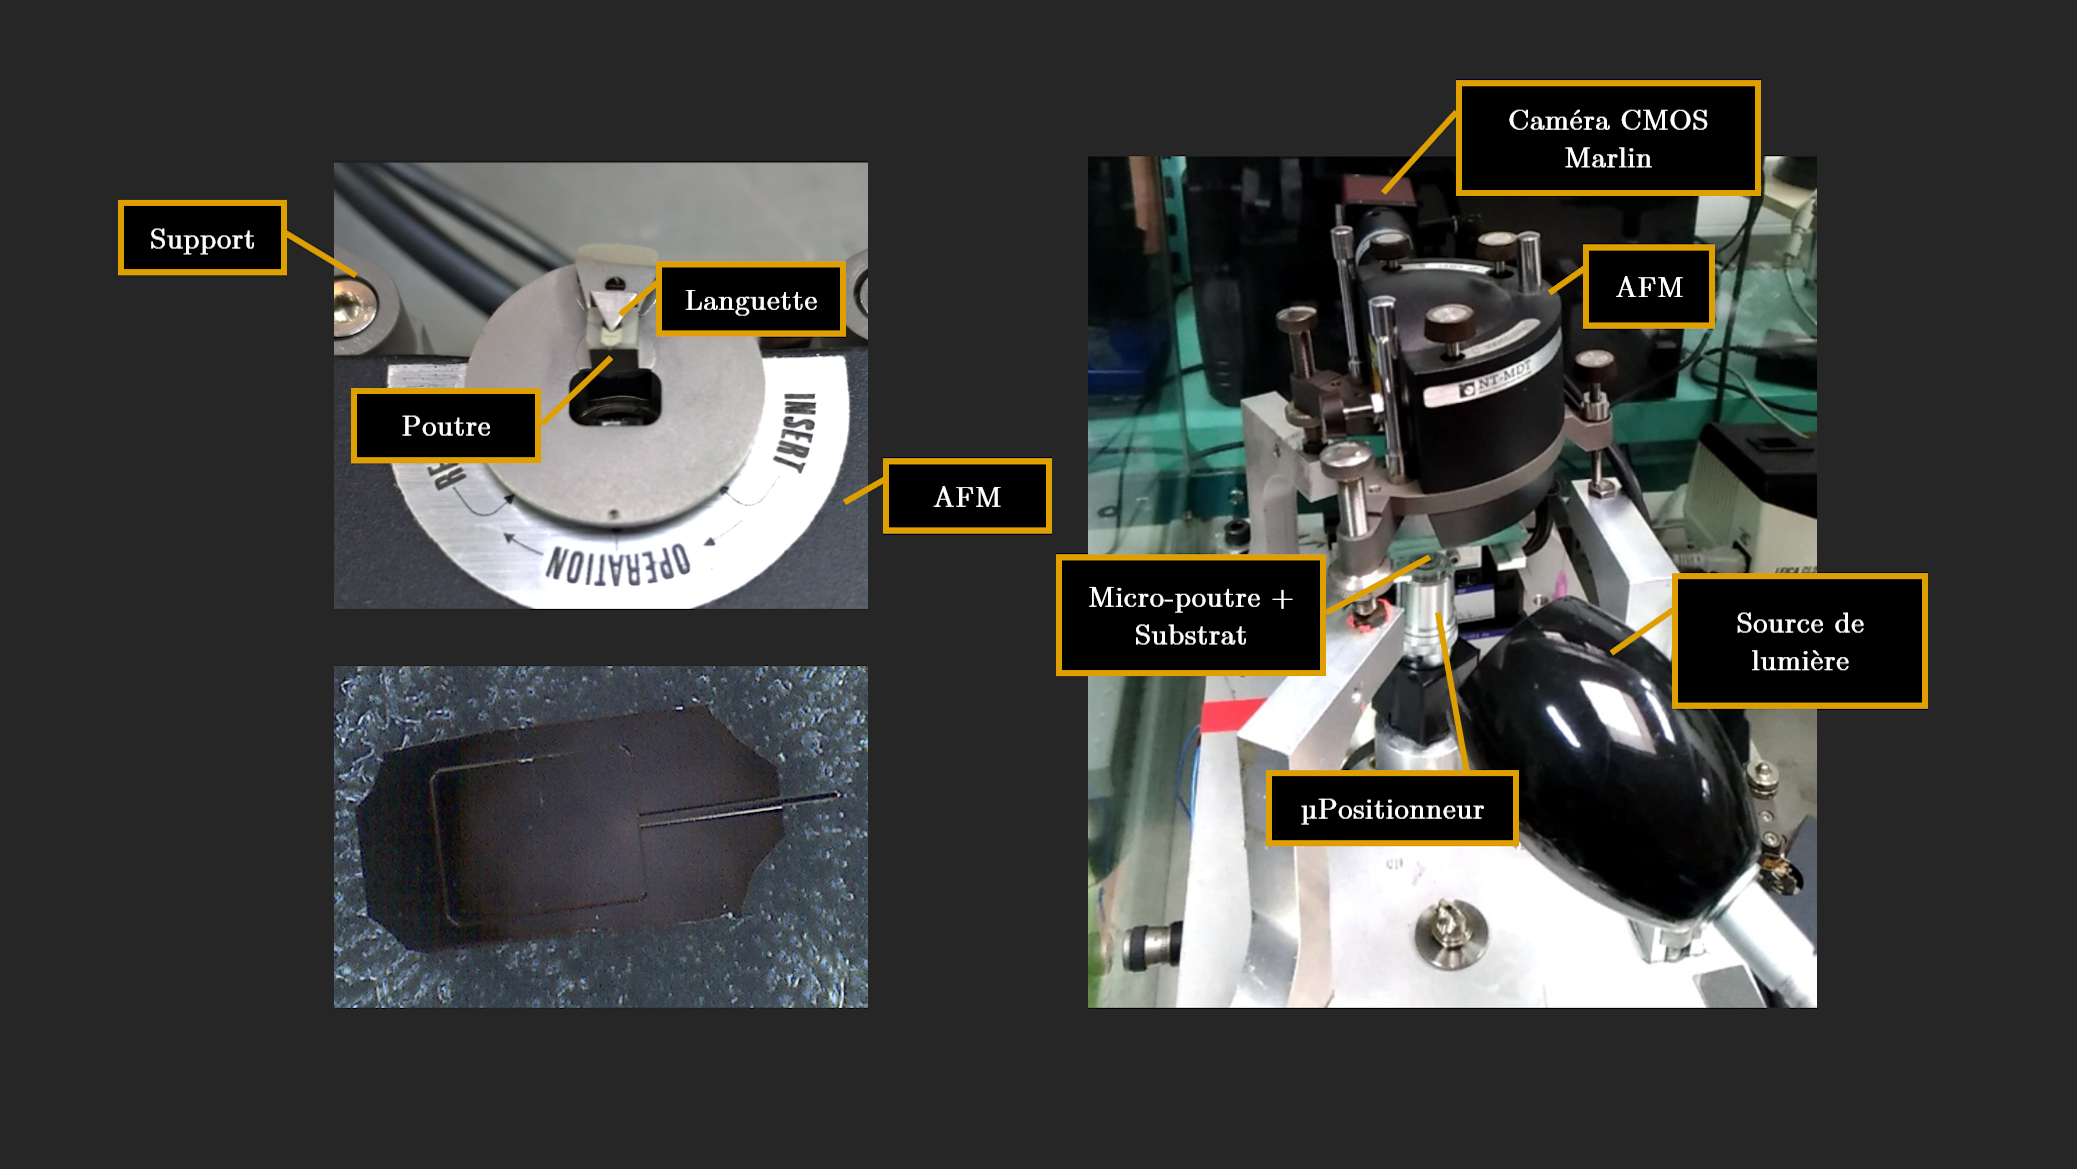 Caméra CMOS
Marlin
Support
AFM
Languette
NT-MDT
Poutre
INSERT
AFM
OPERATION
Micro-poutre +
Substrat
Source de
lumière
µPositionneur